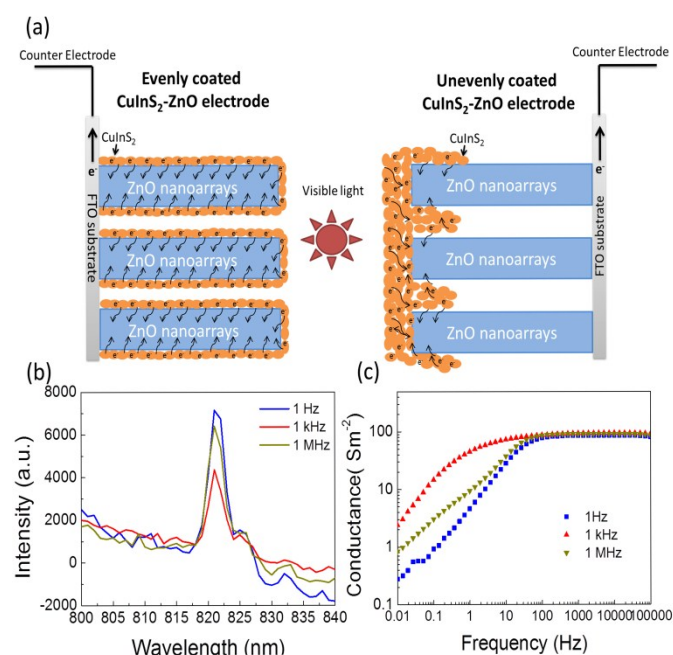 (a)
Counter Electrode
Counter Electrode
Evenly coated
CuInS2-ZnO electrode
Unevenly coated
CuInS2-ZnO electrode
CuInS2
CuInS2
e-
ZnO nanoarrays
ZnO nanoarrays
ZnO nanoarrays
FTO substrate
Visible light
ZnO nanoarrays
ZnO nanoarrays
ZnO nanoarrays
e-
FTO substrate
(b)
8000
6000
4000
2000
0
-2000
Intensity (a.u.)
1 Hz
1 kHz
1 MHz
800 805 810 815 820 825 830 835 840
Wavelength (nm)
(c)
100
10
1
0.1
Conductance( Sm-2)
1Hz
1 kHz
1 MHz
0.01 0.1 1 10 100 1000 10000 100000
Frequency (Hz)